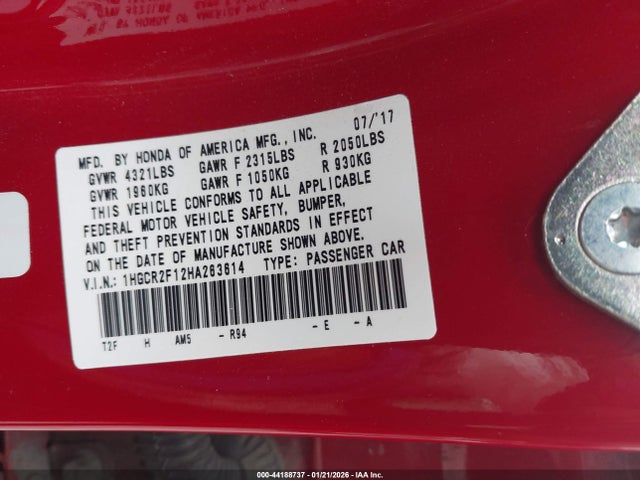 MFD. BY HONDA OF AMERICA MFG., INC. 07/'17
GVWR 4321LBS GAWR F 2315LBS R 2050LBS
GVWR 1960KG GAWR F 1050KG R 930KG
THIS VEHICLE CONFORMS TO ALL APPLICABLE
FEDERAL MOTOR VEHICLE SAFETY, BUMPER,
AND THEFT PREVENTION STANDARDS IN EFFECT
ON THE DATE OF MANUFACTURE SHOWN ABOVE.
V.I.N.: 1HGCR2F12HA283614 TYPE: PASSENGER CAR
T2F H AM5 - R94 - E - A
000-44188737 - 01/21/2026 - IAA Inc.